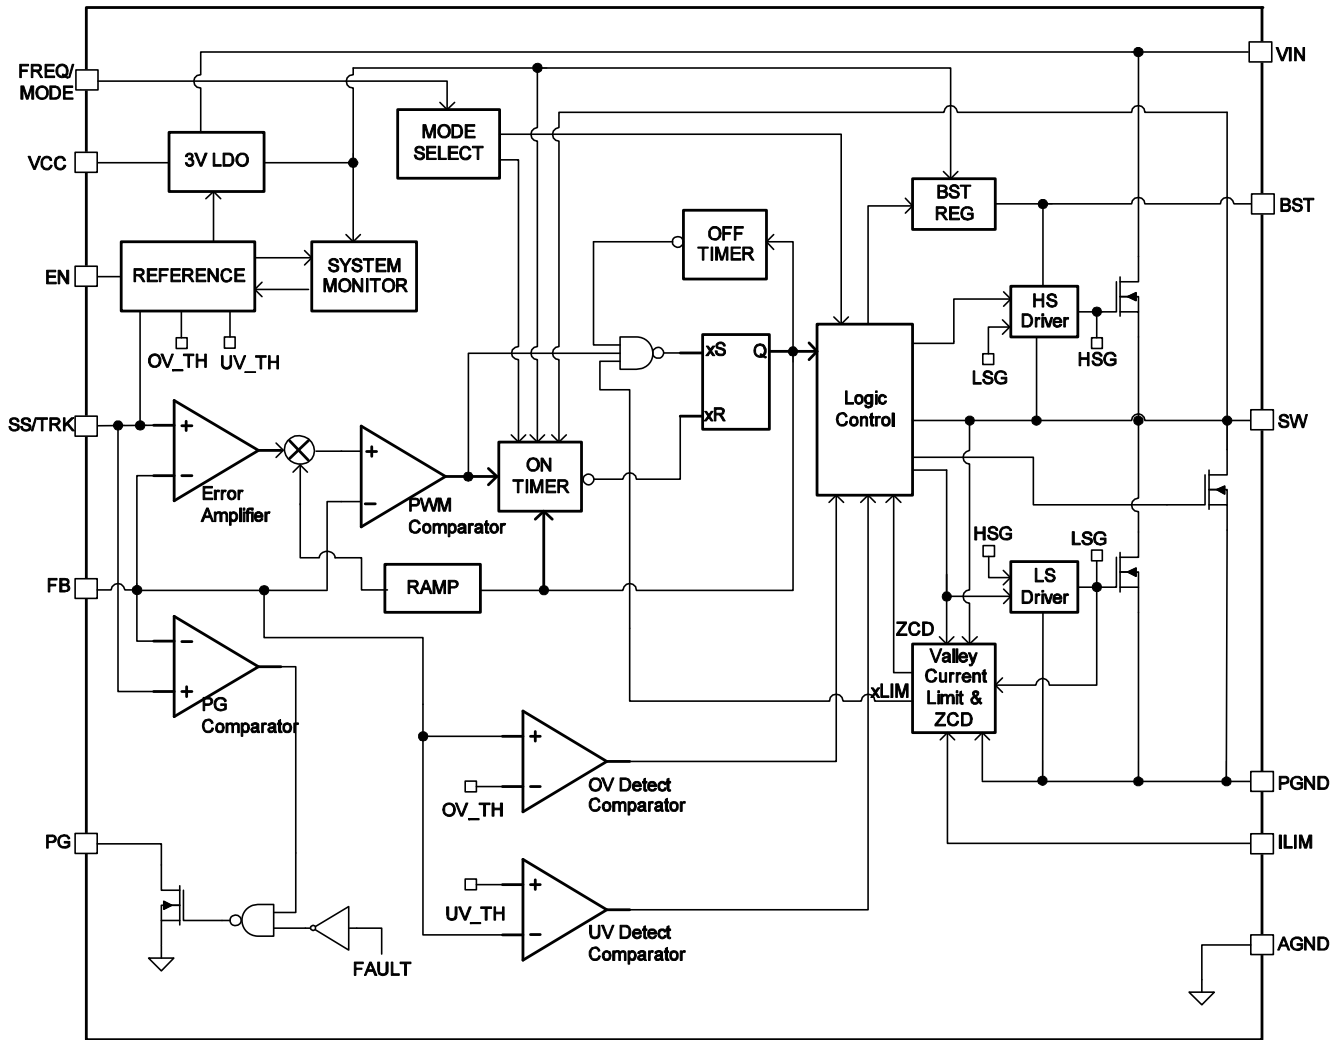 FREQ/
MODE
VIN
MODE
SELECT
VCC
3V LDO
BST
REG
BST
OFF
TIMER
EN
REFERENCE
SYSTEM
MONITOR
HS
Driver
OV_TH
UV_TH
xS
Q
HSG
LSG
Logic
Control
SS/TRK
+
−
Error
Amplifier
+
−
PWM
Comparator
ON
TIMER
xR
SW
HSG
LSG
FB
RAMP
LS
Driver
ZCD
Valley
Current
Limit &
ZCD
xLIM
−
+
PG
Comparator
+
−
OV_TH
OV Detect
Comparator
PGND
PG
ILIM
+
−
UV_TH
UV Detect
Comparator
FAULT
AGND